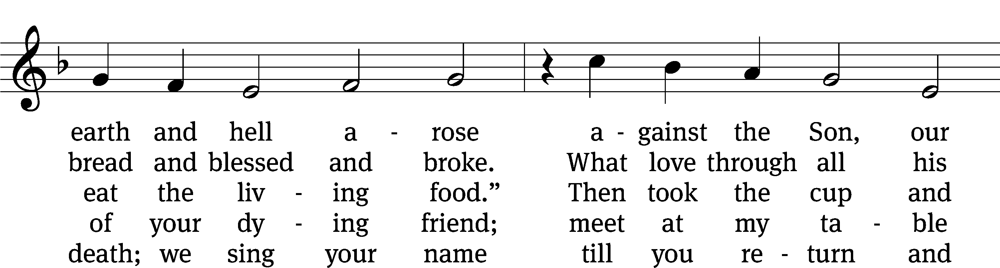 earth and hell a - rose a - gainst the Son, our
bread and blessed and broke. What love through all his
eat the liv - ing food.” Then took the cup and
of your dy - ing friend; meet at my ta - ble
death; we sing your name till you re - turn and